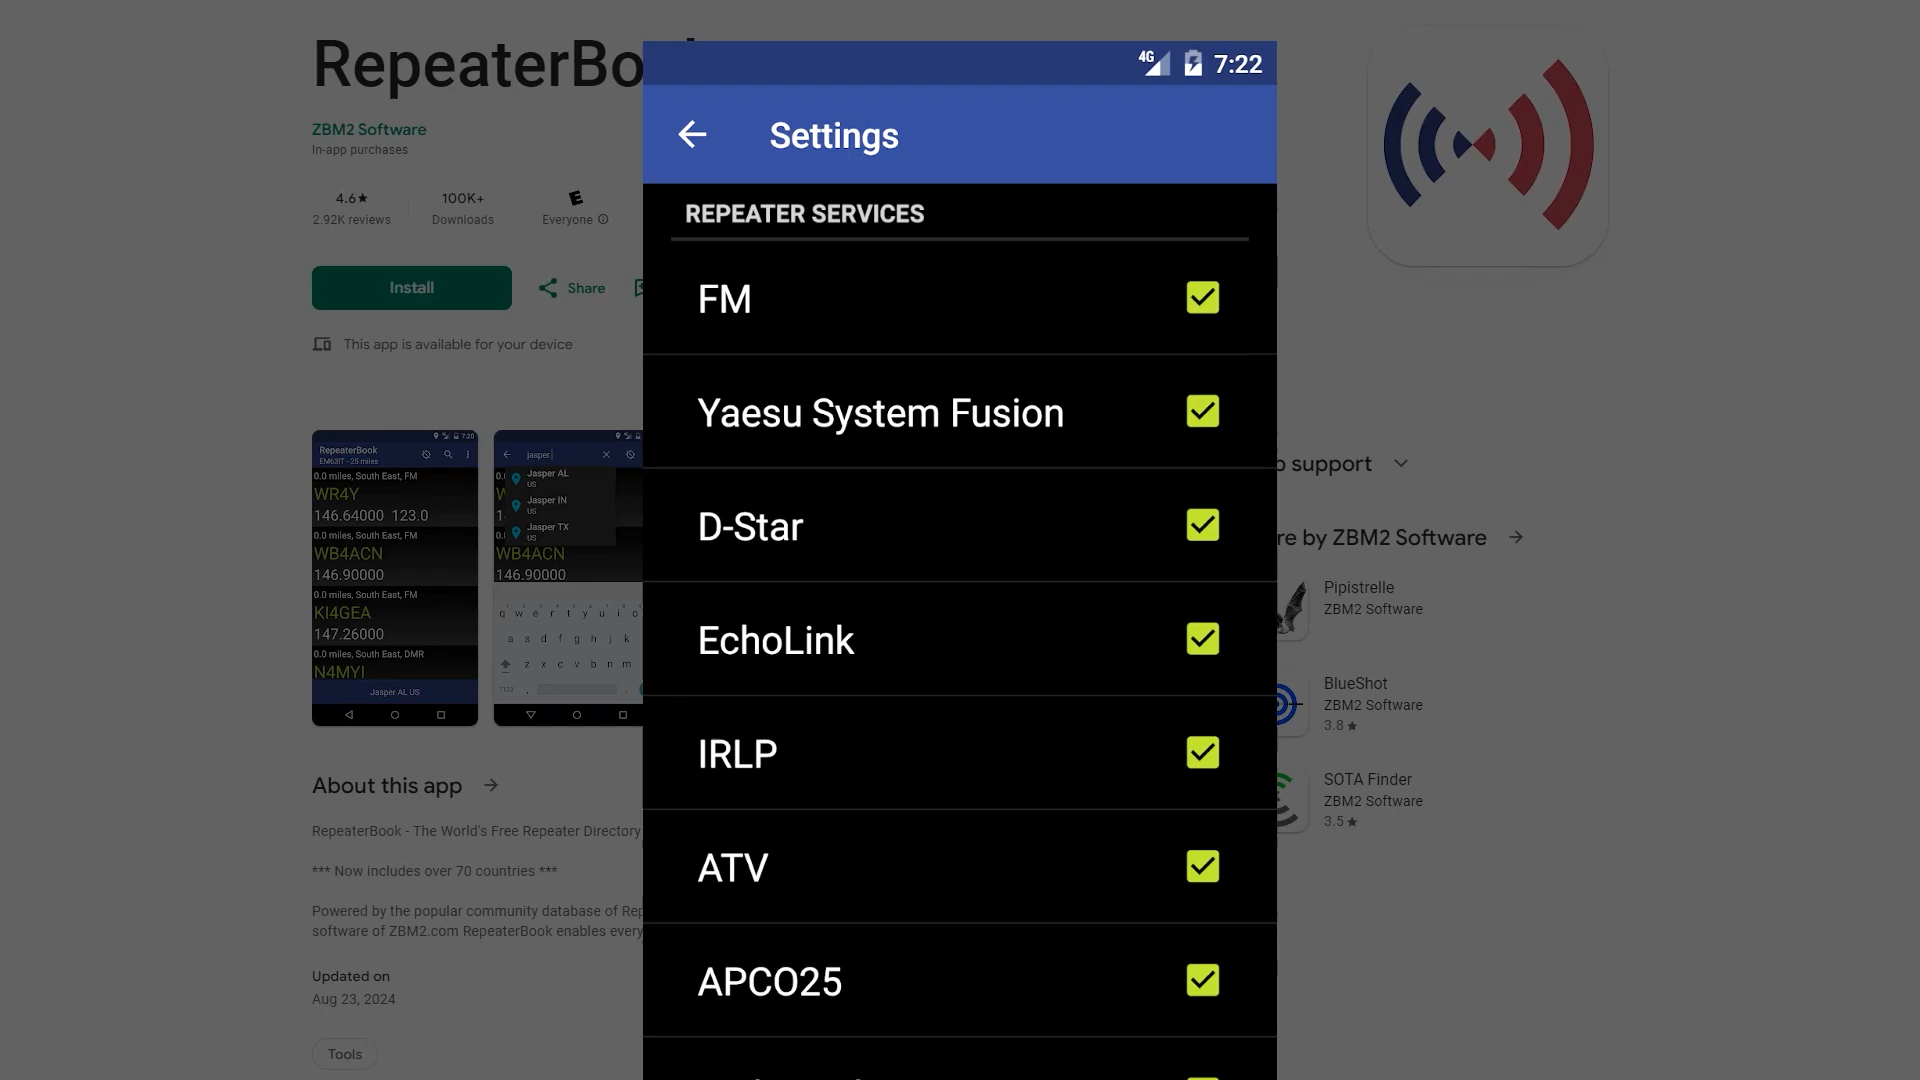 RepeaterBo
ZBM2 Software
In-app purchases
4.6★
2.92K reviews
100K+
Downloads
E
Everyone
Install
Share
This app is available for your device
7:20
RepeaterBook
EM63IT - 25 miles
0.0 miles, South East, FM
WR4Y
146.64000 123.0
0.0 miles, South East, FM
WB4ACN
146.90000
0.0 miles, South East, FM
KI4GEA
147.26000
0.0 miles, South East, DMR
N4MYI
Jasper AL US
jasper
Jasper AL
US
Jasper IN
US
Jasper TX
US
WB4ACN
146.90000
q w e r t y u i o
a s d f g h j k
z x c v b n m
?123 , .
About this app
RepeaterBook - The World's Free Repeater Directory
*** Now includes over 70 countries ***
Powered by the popular community database of Rep
software of ZBM2.com RepeaterBook enables every
Updated on
Aug 23, 2024
Tools
4G 7:22
Settings
REPEATER SERVICES
FM
Yaesu System Fusion
D-Star
EchoLink
IRLP
ATV
APCO25
p support
re by ZBM2 Software
Pipistrelle
ZBM2 Software
BlueShot
ZBM2 Software
3.8★
SOTA Finder
ZBM2 Software
3.5★